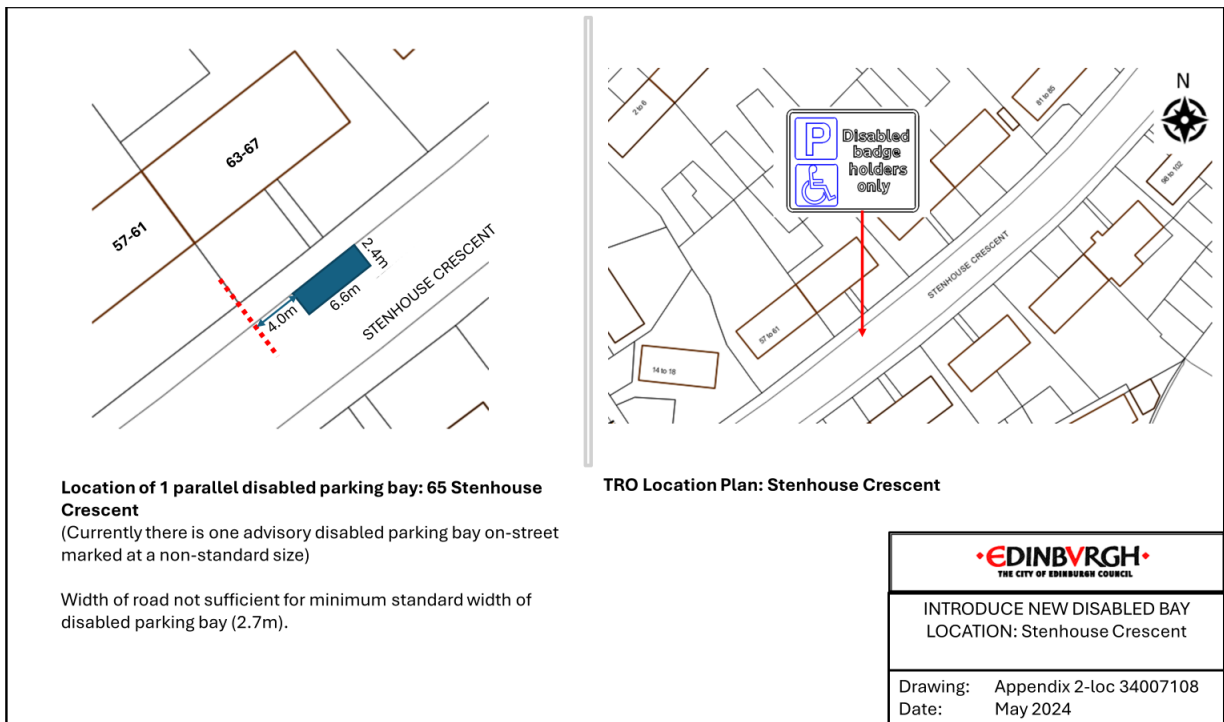 63-67
57-61
2.4m
6.6m
4.0m
STENHOUSE CRESCENT
Location of 1 parallel disabled parking bay: 65 Stenhouse
Crescent
(Currently there is one advisory disabled parking bay on-street
marked at a non-standard size)
Width of road not sufficient for minimum standard width of
disabled parking bay (2.7m).
2 to 6
81 to 85
N
P
Disabled
badge
holders
only
98 to 102
STENHOUSE CRESCENT
57 to 61
14 to 18
TRO Location Plan: Stenhouse Crescent
•EDINBVRGH•
THE CITY OF EDINBURGH COUNCIL
INTRODUCE NEW DISABLED BAY
LOCATION: Stenhouse Crescent
Drawing: Appendix 2-loc 34007108
Date: May 2024